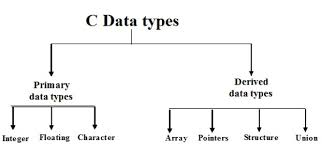 C Data types
Primary
data types
Derived
data types
Integer Floating Character
Array Pointers Structure Union